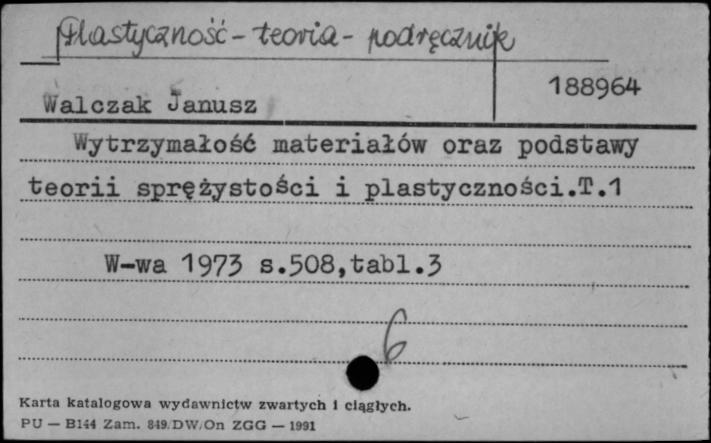 Plastyczność - teoria - podręcznik
188964
Walczak Janusz
Wytrzymałość materiałów oraz podstawy
teorii sprężystości i plastyczności.T.1
W-wa 1973 s.508,tabl.3
6
Karta katalogowa wydawnictw zwartych i ciągłych.
PU — B144 Zam. 849/DW/On ZGG — 1991